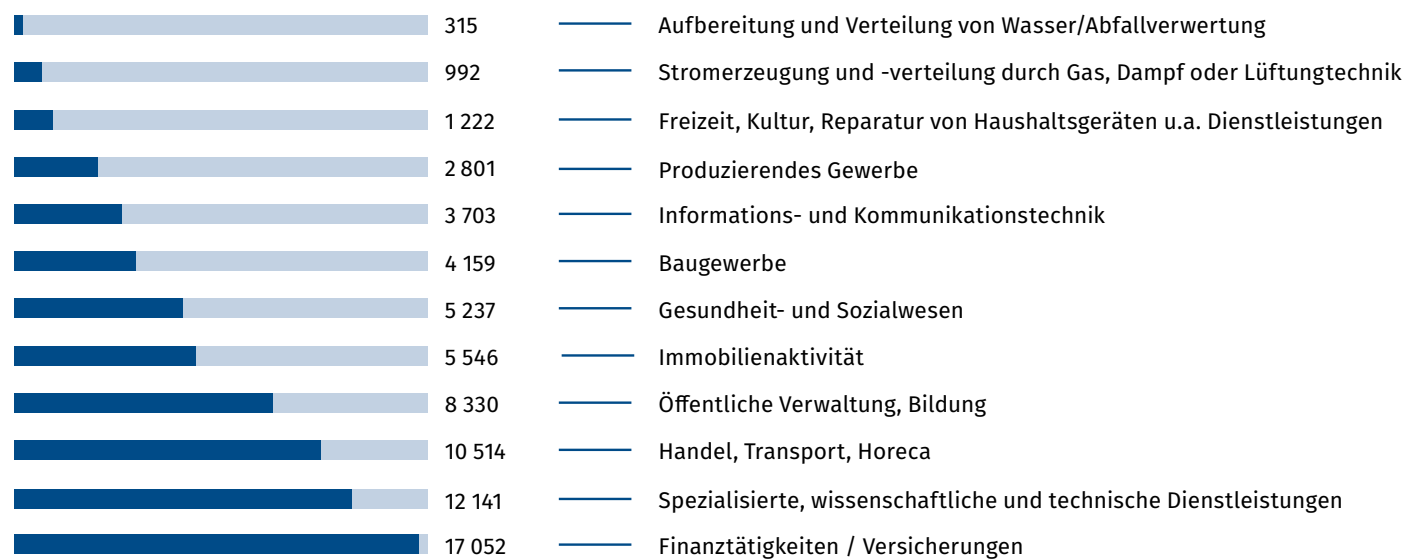 315 Aufbereitung und Verteilung von Wasser/Abfallverwertung
992 Stromerzeugung und -verteilung durch Gas, Dampf oder Lüftungtechnik
1 222 Freizeit, Kultur, Reparatur von Haushaltsgeräten u.a. Dienstleistungen
2 801 Produzierendes Gewerbe
3 703 Informations- und Kommunikationstechnik
4 159 Baugewerbe
5 237 Gesundheit- und Sozialwesen
5 546 Immobilienaktivität
8 330 Öffentliche Verwaltung, Bildung
10 514 Handel, Transport, Horeca
12 141 Spezialisierte, wissenschaftliche und technische Dienstleistungen
17 052 Finanztätigkeiten / Versicherungen